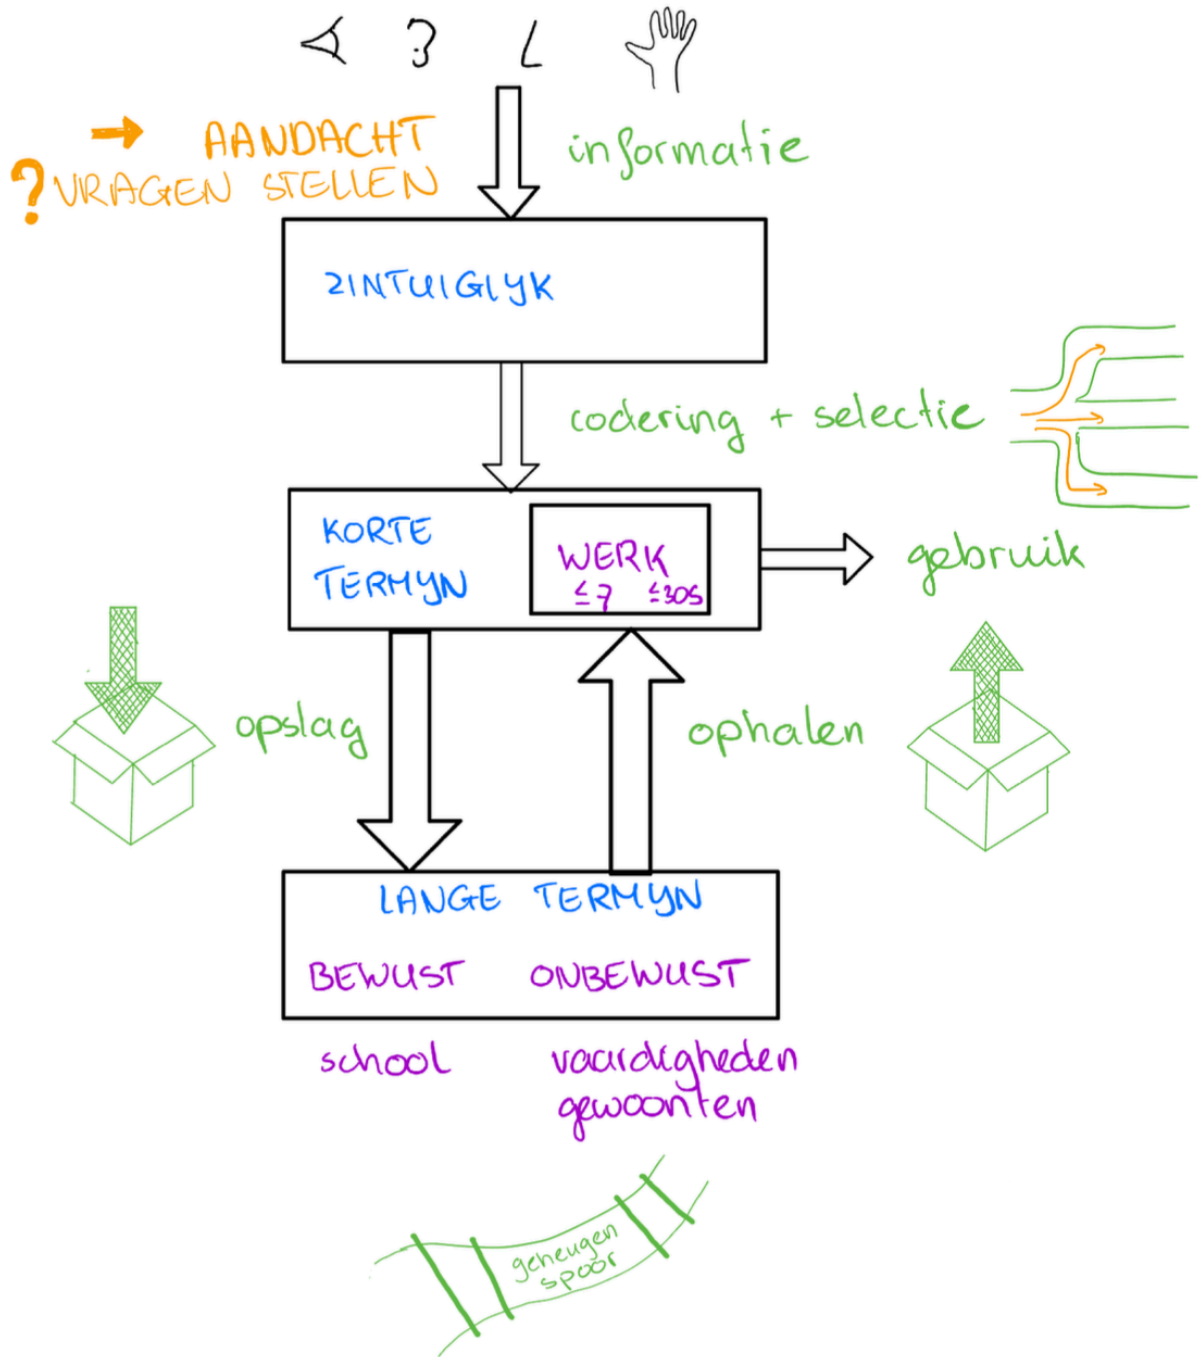 → AANDACHT
? VRAGEN STELLEN
informatie
ZINTUIGLYK
codering + selectie
KORTE
TERMYN
WERK
≤7 ≤30s
gebruik
opslag
ophalen
LANGE TERMYN
BEWUST ONBEWUST
school
vaardigheden
gewoonten
geheugen
spoor